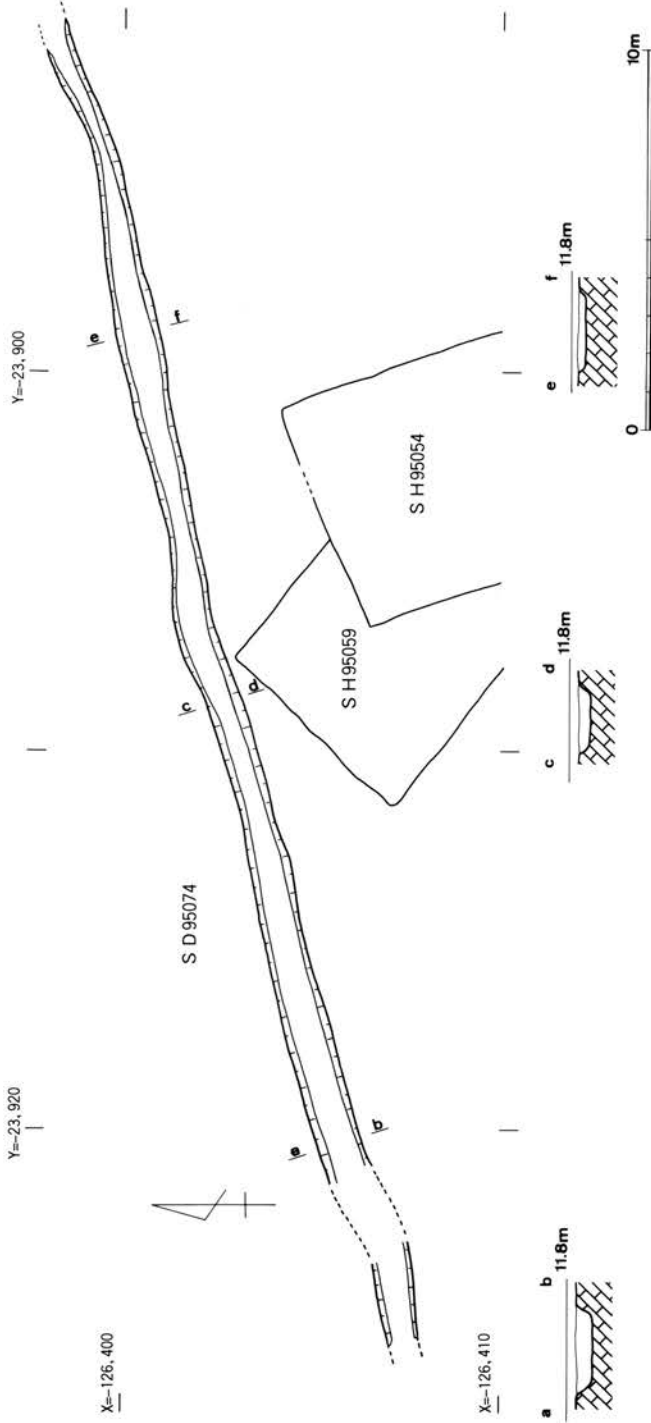 Y=-23,920
Y=-23,900
X=-126,400
X=-126,410
S D 95074
S H 95059
S H 95054
a
b
c
d
e
f
a
b
11.8m
c
d
11.8m
e
f
11.8m
0
10m